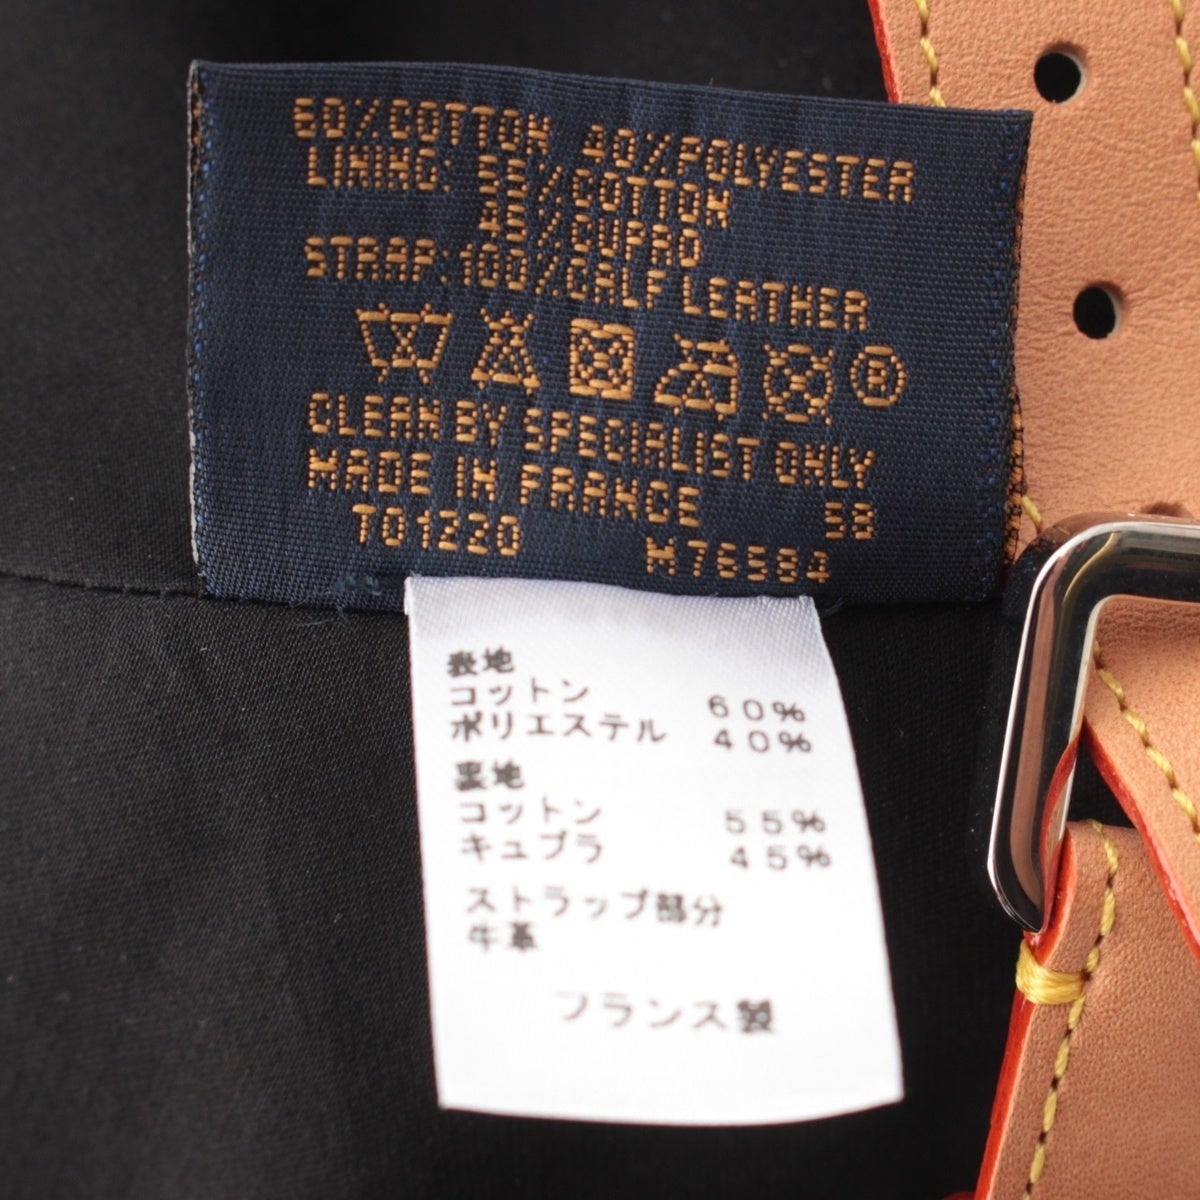 60%COTTON 40%POLYESTER
LINING: 55%COTTON
45%CUPRO
STRAP:100%CALF LEATHER
CLEAN BY SPECIALIST ONLY
MADE IN FRANCE 58
T01220 M76584
表地
コットン 60%
ポリエステル 40%
裏地
コットン 55%
キュプラ 45%
ストラップ部分
牛革
フランス製